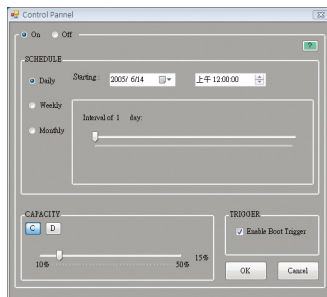 Control Pannel
On Off
?
SCHEDULE
Daily Starting : 2005/ 6/14 上午 12:00:00
Weekly
Monthly
Interval of 1 day:
CAPACITY
C D
10% 50% 15%
TRIGGER
Enable Boot Trigger
OK Cancel